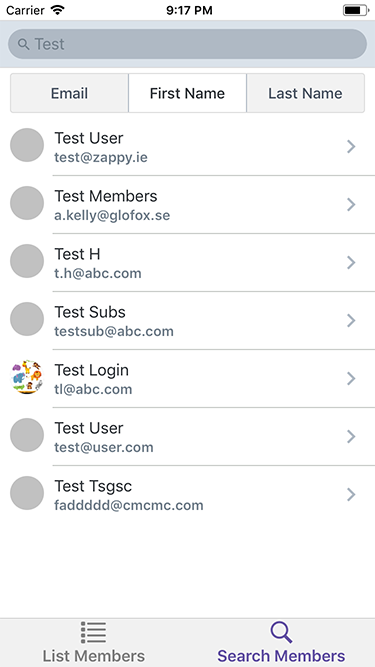 Carrier 9:17 PM
Test
Email First Name Last Name
Test User
test@zappy.ie
Test Members
a.kelly@glofox.se
Test H
t.h@abc.com
Test Subs
testsub@abc.com
Test Login
tl@abc.com
Test User
test@user.com
Test Tsgsc
faddddd@cmcmc.com
List Members Search Members